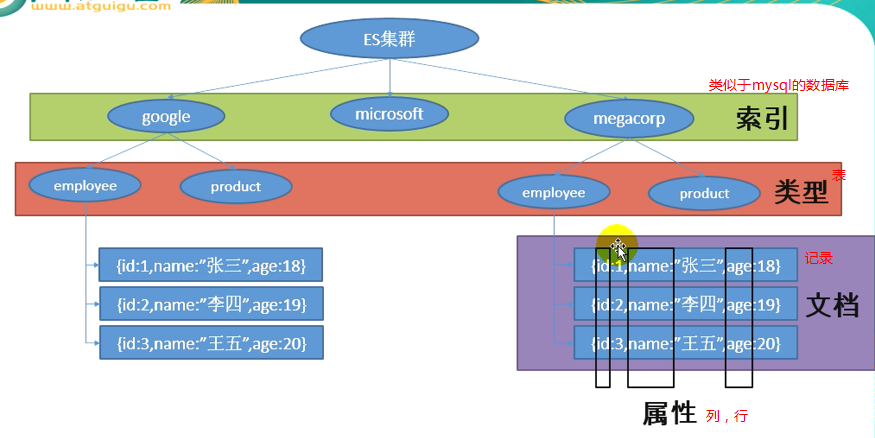 www.atguigu.com
ES集群
类似于mysql的数据库
google
microsoft
megacorp
索引
employee
product
employee
product
类型
表
{id:1,name:”张三”,age:18}
{id:2,name:”李四”,age:19}
{id:3,name:”王五”,age:20}
{id:1,name:”张三”,age:18}
{id:2,name:”李四”,age:19}
{id:3,name:”王五”,age:20}
记录
文档
属性
列，行